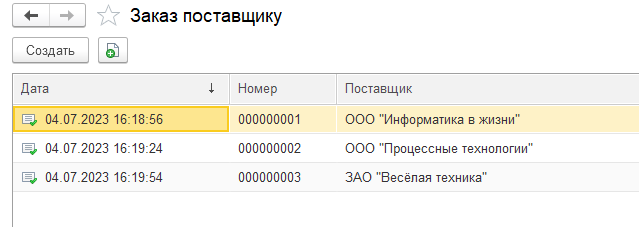 Заказ поставщику
Создать
Дата ↓ Номер Поставщик
04.07.2023 16:18:56 000000001 ООО "Информатика в жизни"
04.07.2023 16:19:24 000000002 ООО "Процессные технологии"
04.07.2023 16:19:54 000000003 ЗАО "Весёлая техника"